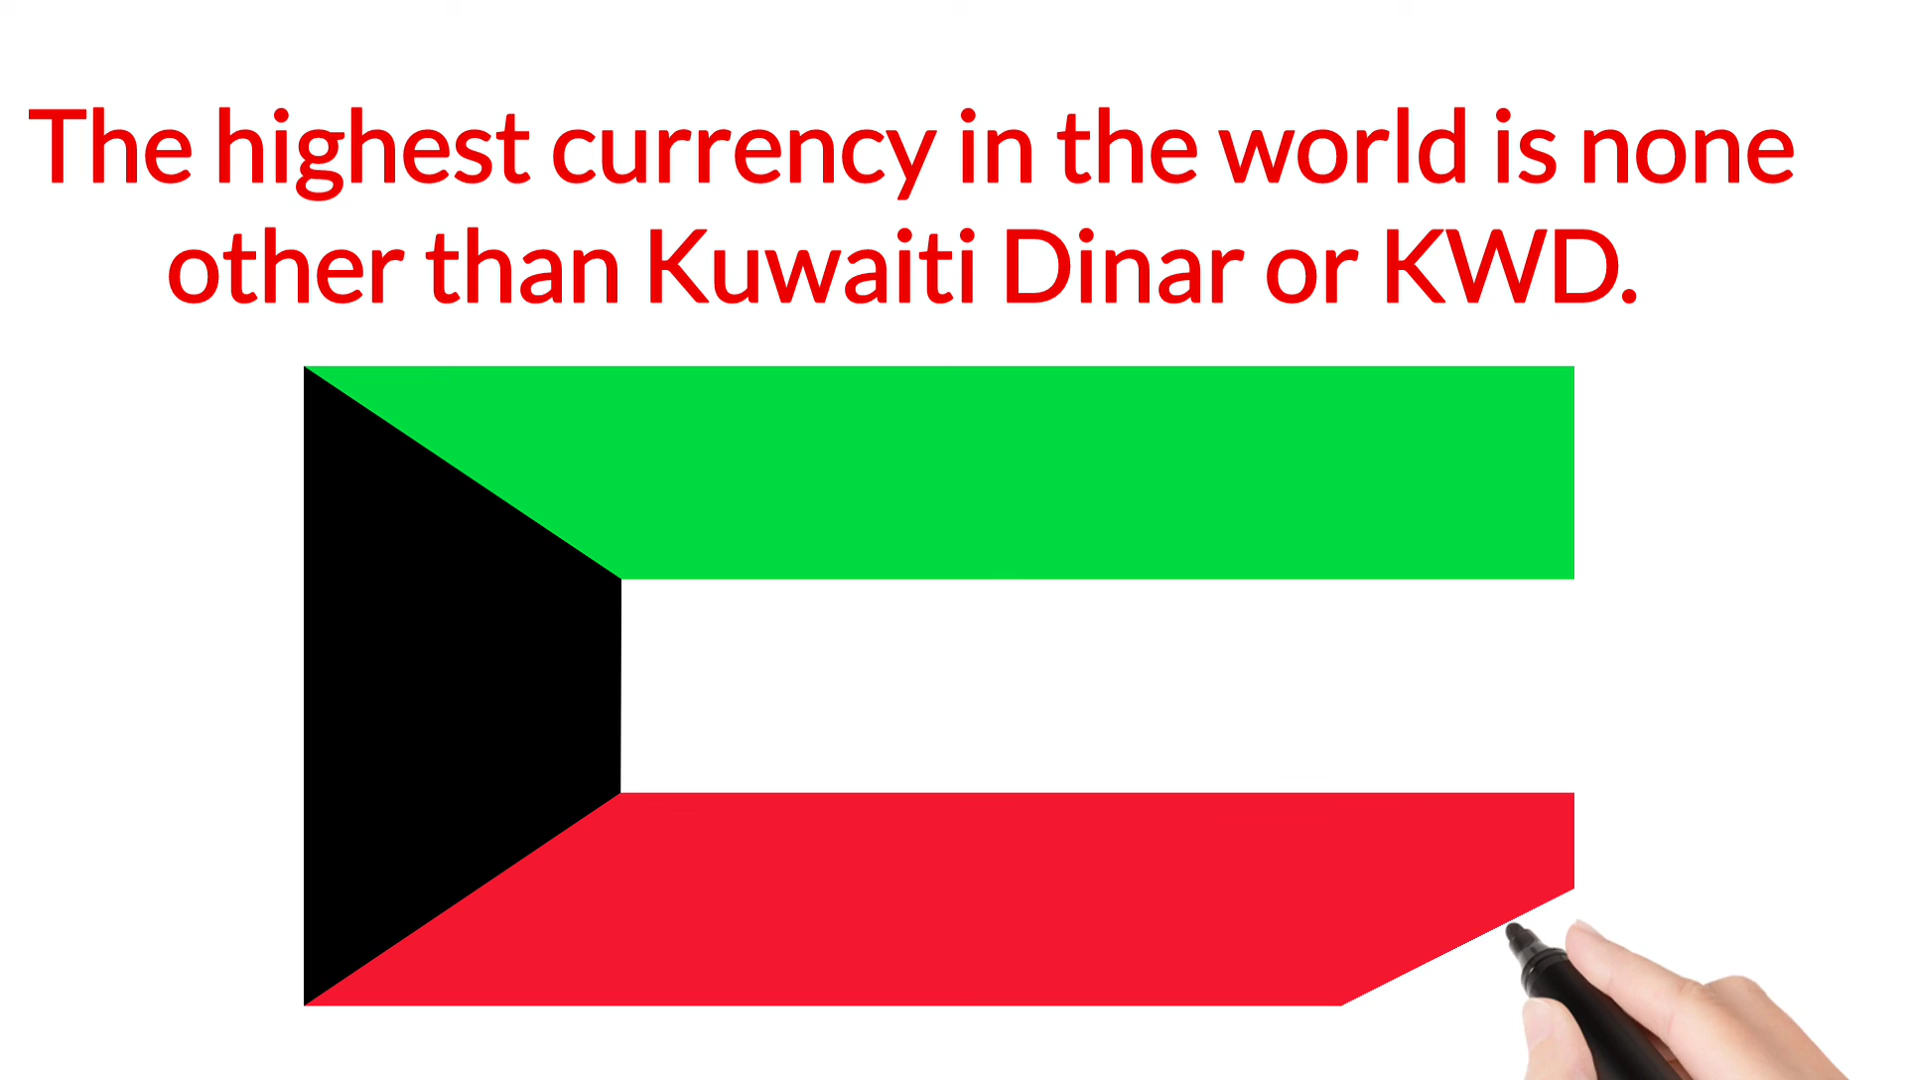 The highest currency in the world is none
other than Kuwaiti Dinar or KWD.